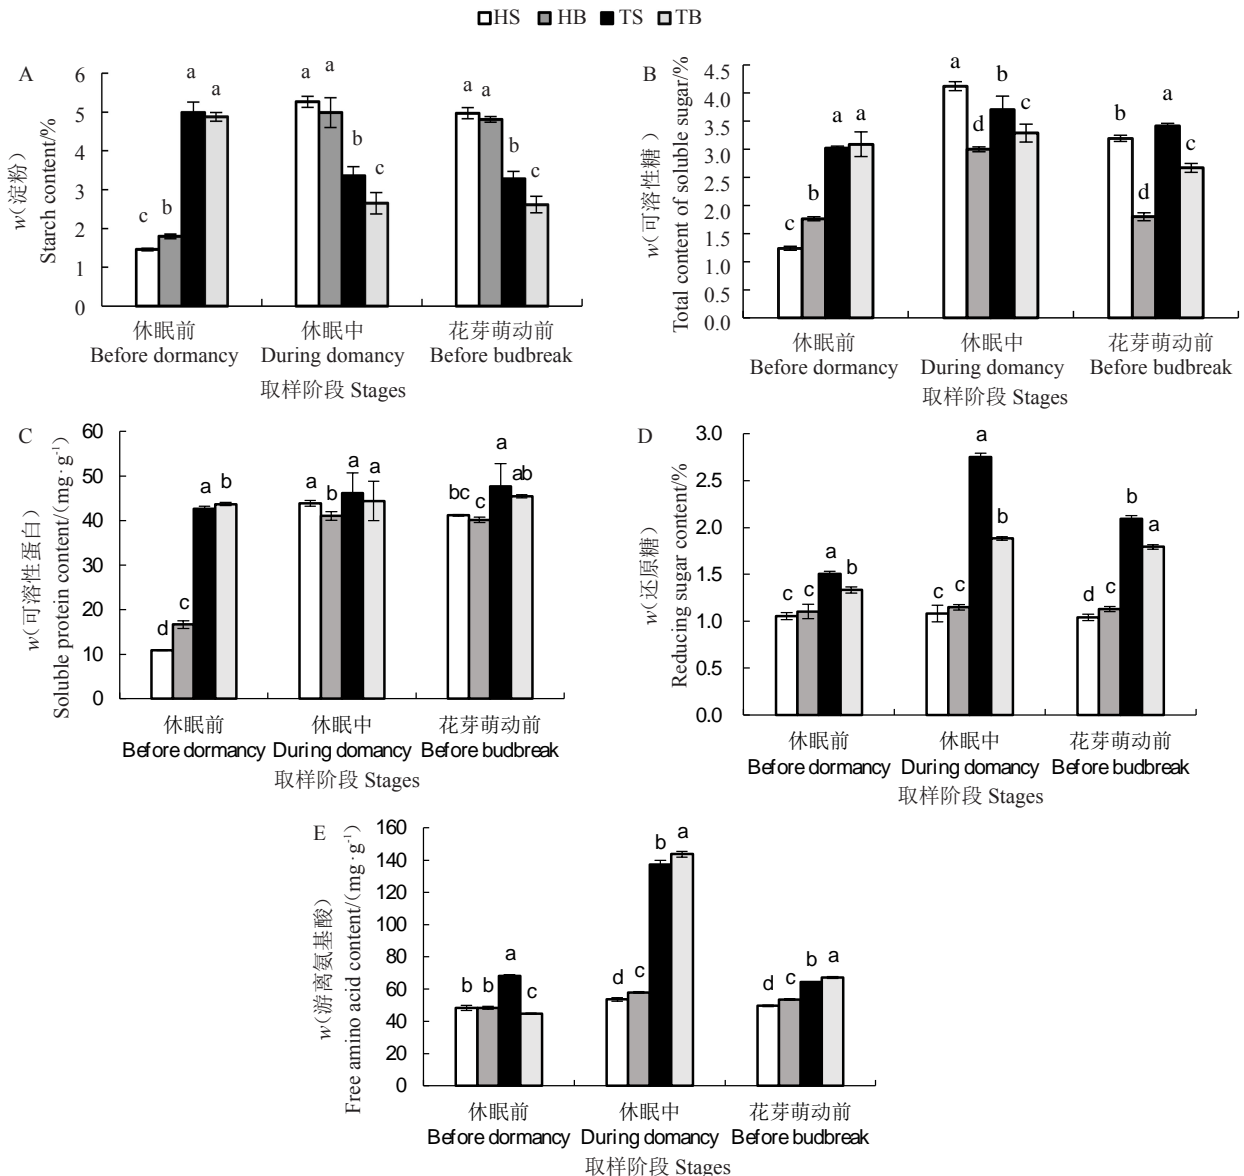 HS HB TS TB
A
w(淀粉)
Starch content/%
6
5
4
3
2
1
0
c b a a
a a b c
a a b c
休眠前 休眠中 花芽萌动前
Before dormancy During domancy Before budbreak
取样阶段 Stages
B
w(可溶性糖)
Total content of soluble sugar/%
4.5
4.0
3.5
3.0
2.5
2.0
1.5
1.0
0.5
0.0
c b a a
a d b c
b d a c
休眠前 休眠中 花芽萌动前
Before dormancy During domancy Before budbreak
取样阶段 Stages
C
w(可溶性蛋白)
Soluble protein content/(mg·g-1)
60
50
40
30
20
10
0
d c a b
a b a a
bc c a ab
休眠前 休眠中 花芽萌动前
Before dormancy During domancy Before budbreak
取样阶段 Stages
D
w(还原糖)
Reducing sugar content/%
3.0
2.5
2.0
1.5
1.0
0.5
0.0
c c a b
c c a b
d c b a
休眠前 休眠中 花芽萌动前
Before dormancy During domancy Before budbreak
取样阶段 Stages
E
w(游离氨基酸)
Free amino acid content/(mg·g-1)
160
140
120
100
80
60
40
20
0
b b a c
d c b a
d c b a
休眠前 休眠中 花芽萌动前
Before dormancy During domancy Before budbreak
取样阶段 Stages